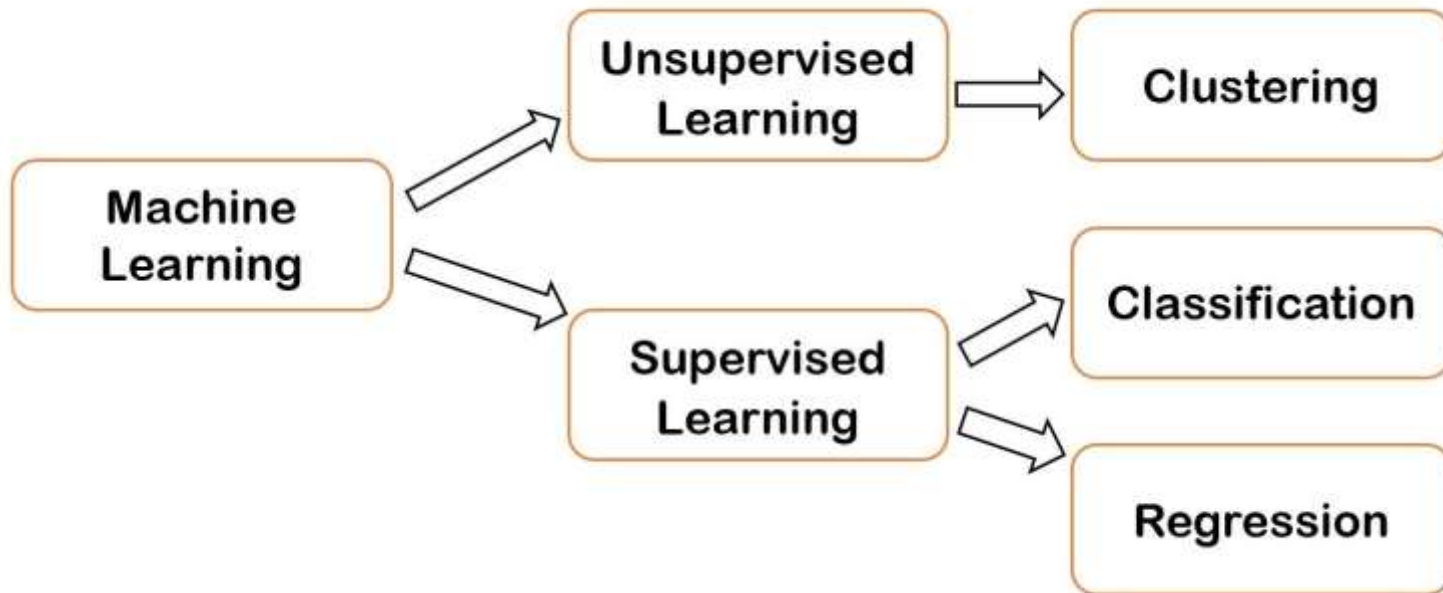 Machine
Learning
Unsupervised
Learning
Clustering
Supervised
Learning
Classification
Regression